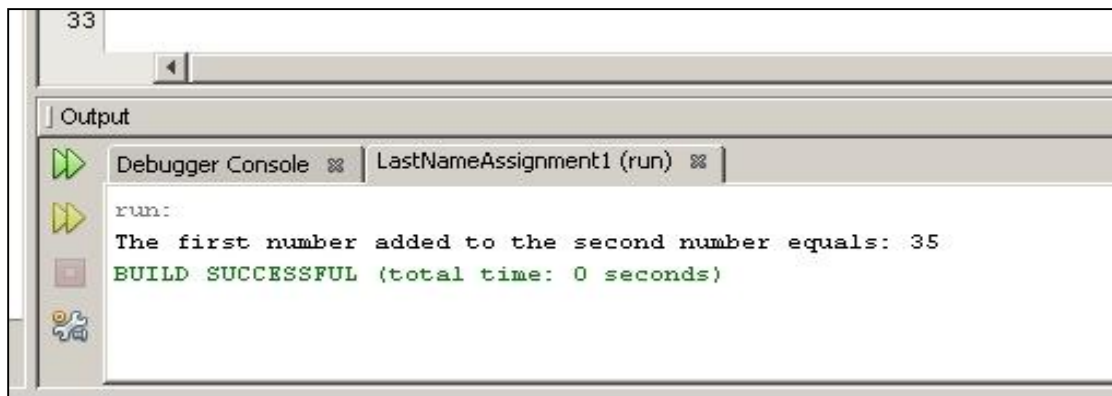 33
Output
Debugger Console LastNameAssignment1 (run)
run:
The first number added to the second number equals: 35
BUILD SUCCESSFUL (total time: 0 seconds)